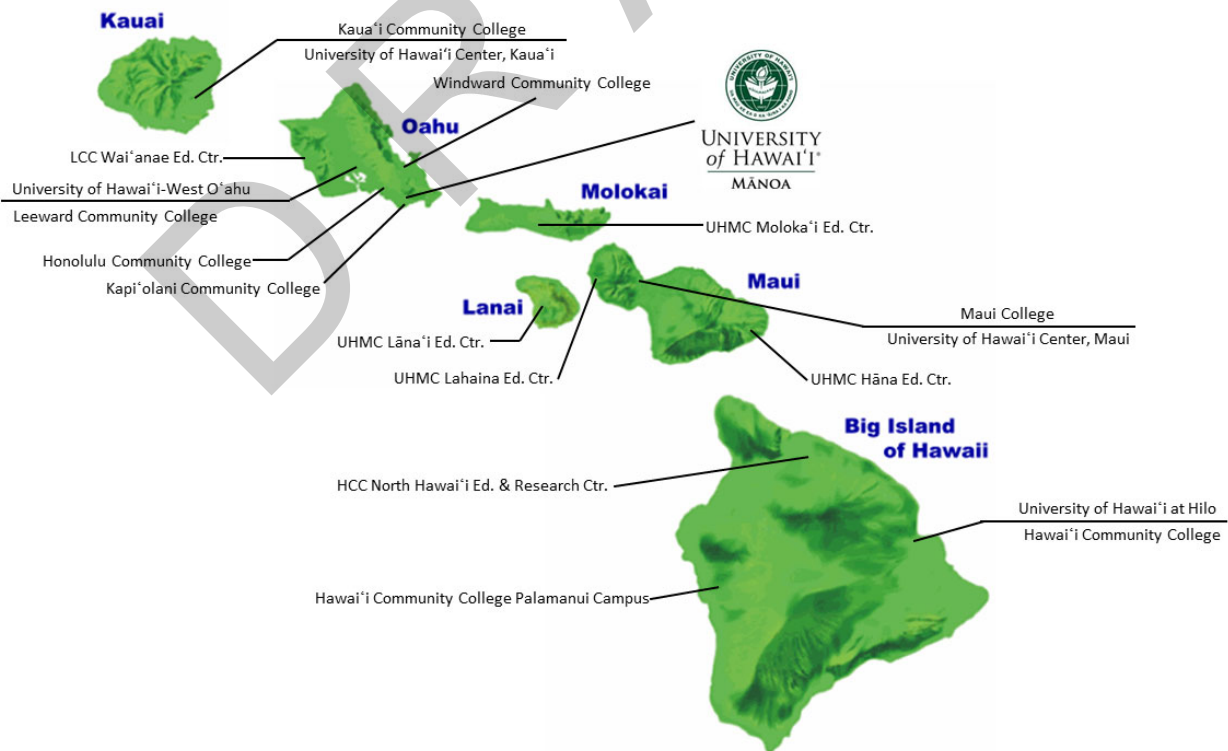 Kauai
Kauaʻi Community College
University of Hawaiʻi Center, Kauaʻi
Windward Community College
UNIVERSITY OF HAWAIʻI
UNIVERSITY
of HAWAIʻI®
MĀNOA
Oahu
LCC Waiʻanae Ed. Ctr.
University of Hawaiʻi-West Oʻahu
Leeward Community College
Honolulu Community College
Kapiʻolani Community College
Molokai
UHMC Molokaʻi Ed. Ctr.
Maui
Lanai
Maui College
University of Hawaiʻi Center, Maui
UHMC Lānaʻi Ed. Ctr.
UHMC Lahaina Ed. Ctr.
UHMC Hāna Ed. Ctr.
Big Island
of Hawaii
HCC North Hawaiʻi Ed. & Research Ctr.
University of Hawaiʻi at Hilo
Hawaiʻi Community College
Hawaiʻi Community College Palamanui Campus